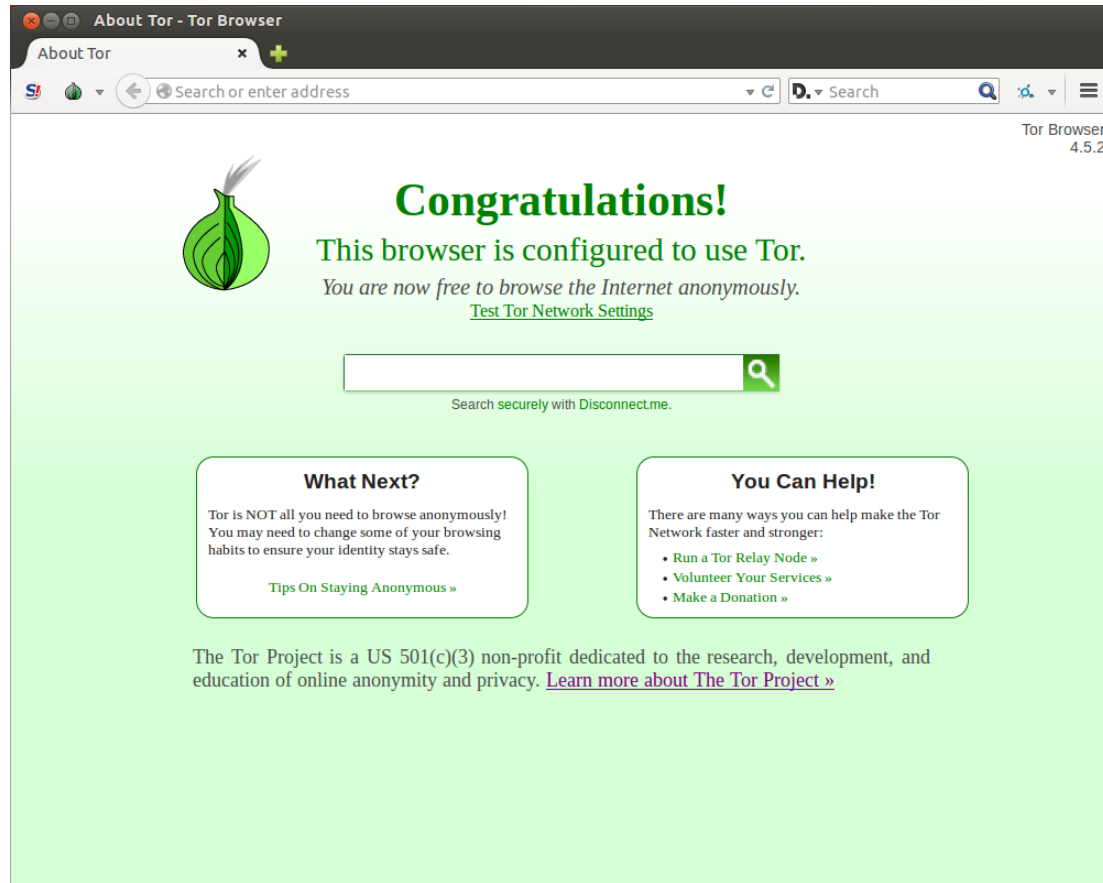 About Tor - Tor Browser
About Tor
S!
Search or enter address
D. Search
Tor Browser
4.5.2
Congratulations!
This browser is configured to use Tor.
You are now free to browse the Internet anonymously.
Test Tor Network Settings
Search securely with Disconnect.me.
What Next?
Tor is NOT all you need to browse anonymously!
You may need to change some of your browsing
habits to ensure your identity stays safe.
Tips On Staying Anonymous »
You Can Help!
There are many ways you can help make the Tor
Network faster and stronger:
• Run a Tor Relay Node »
• Volunteer Your Services »
• Make a Donation »
The Tor Project is a US 501(c)(3) non-profit dedicated to the research, development, and
education of online anonymity and privacy. Learn more about The Tor Project »